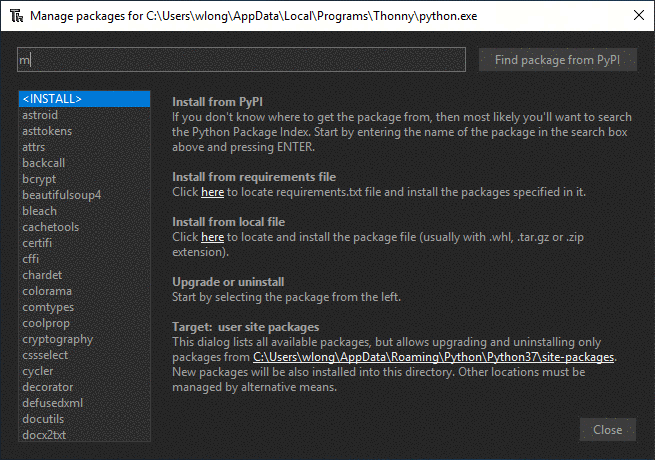 Manage packages for C:\Users\wlong\AppData\Local\Programs\Thonny\python.exe
m
Find package from PyPI
<INSTALL>
astroid
asttokens
attrs
backcall
bcrypt
beautifulsoup4
bleach
cachetools
certifi
cffi
chardet
colorama
comtypes
coolprop
cryptography
cssselect
cycler
decorator
defusedxml
docutils
docx2txt
Install from PyPI
If you don't know where to get the package from, then most likely you'll want to search
the Python Package Index. Start by entering the name of the package in the search box
above and pressing ENTER.
Install from requirements file
Click here to locate requirements.txt file and install the packages specified in it.
Install from local file
Click here to locate and install the package file (usually with .whl, .tar.gz or .zip
extension).
Upgrade or uninstall
Start by selecting the package from the left.
Target: user site packages
This dialog lists all available packages, but allows upgrading and uninstalling only
packages from C:\Users\wlong\AppData\Roaming\Python\Python37\site-packages.
New packages will be also installed into this directory. Other locations must be
managed by alternative means.
Close